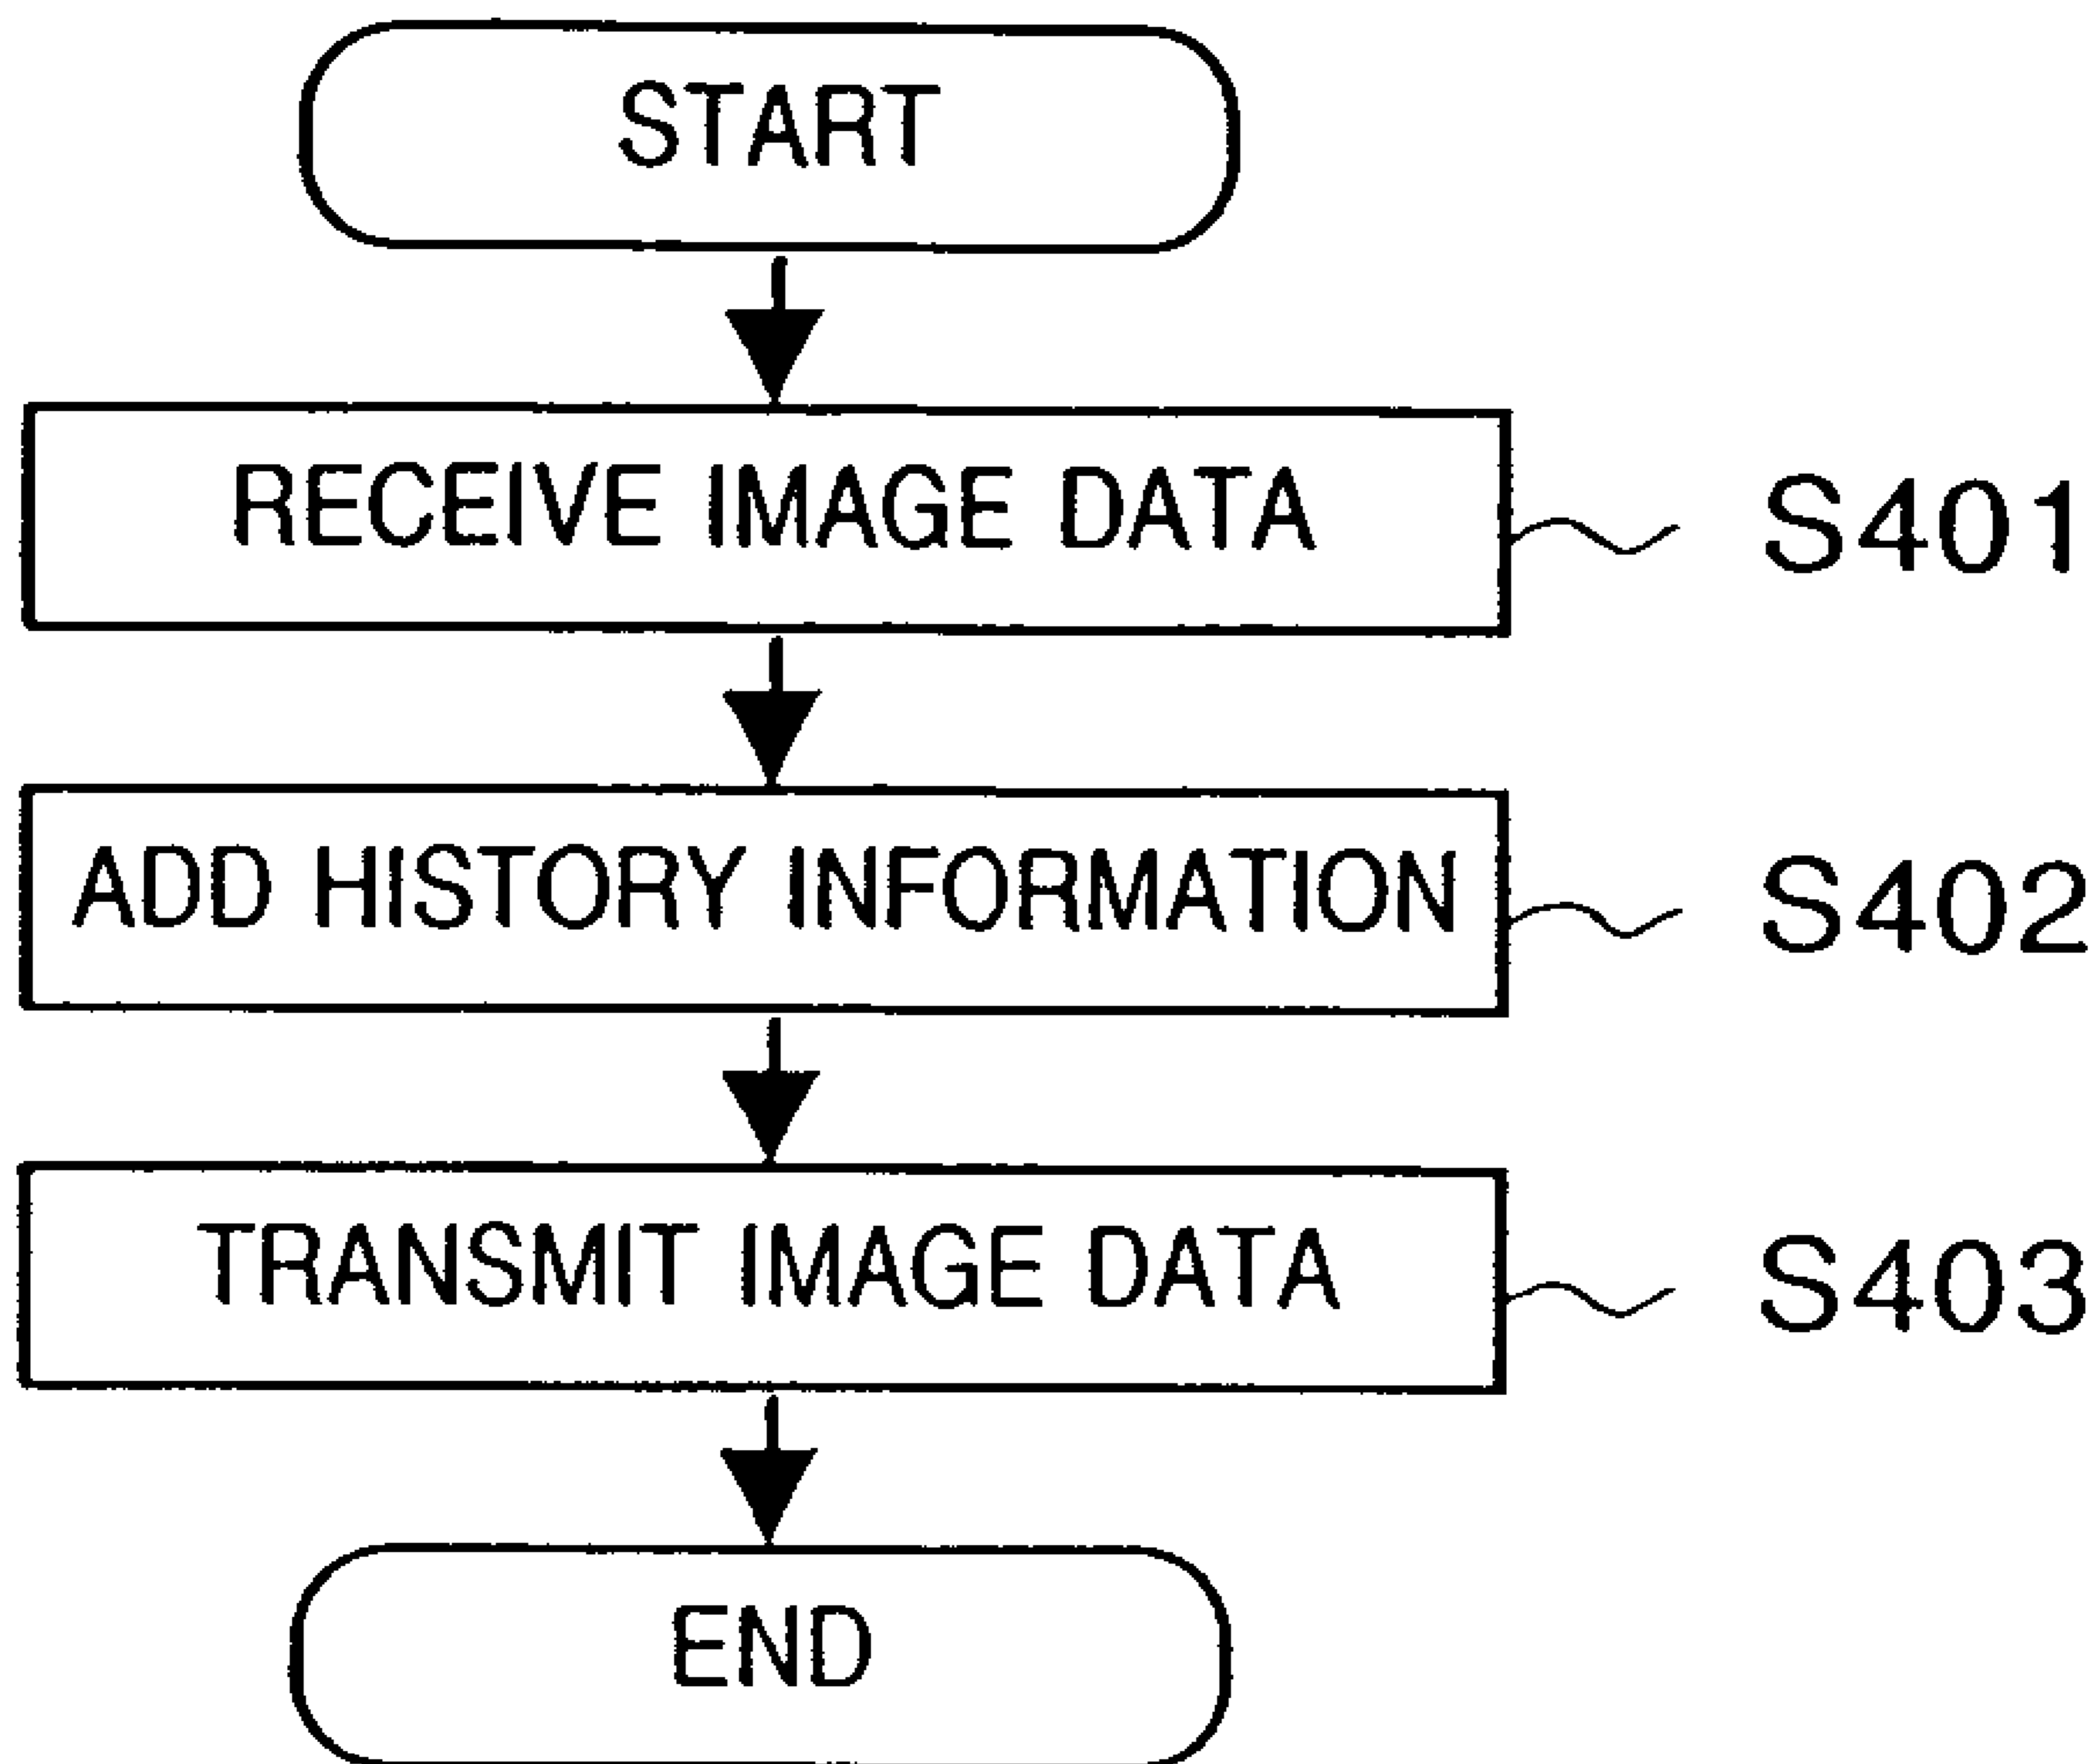 START
RECEIVE IMAGE DATA S401
ADD HISTORY INFORMATION S402
TRANSMIT IMAGE DATA S403
END